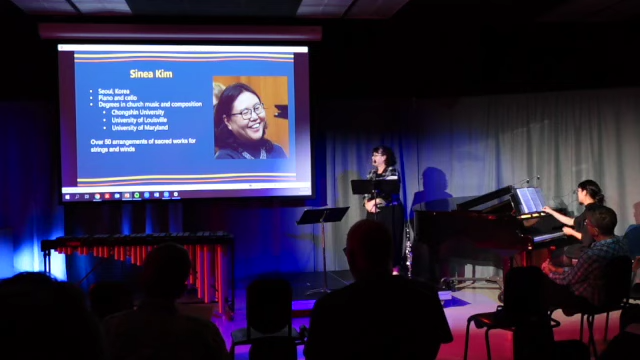 Sinea Kim
• Seoul, Korea
• Piano and cello
• Degrees in church music and composition
• Chongshin University
• University of Louisville
• University of Maryland
Over 50 arrangements of sacred works for
strings and winds